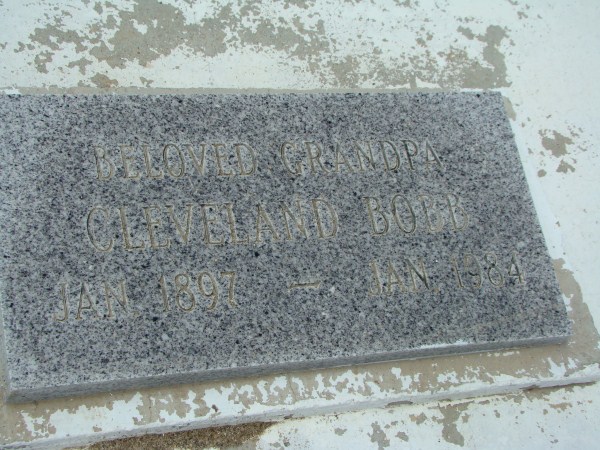 BELOVED GRANDPA
CLEVELAND BOBB
JAN 1897 — JAN 1984